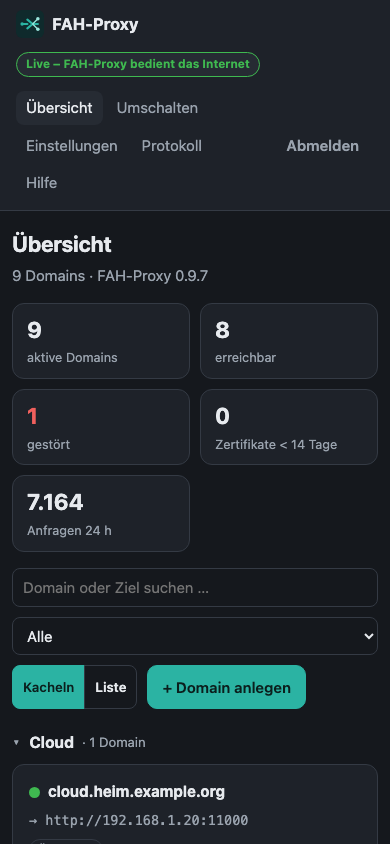 FAH-Proxy
Live – FAH-Proxy bedient das Internet
Übersicht Umschalten
Einstellungen Protokoll Abmelden
Hilfe
Übersicht
9 Domains · FAH-Proxy 0.9.7
9
aktive Domains
8
erreichbar
1
gestört
0
Zertifikate < 14 Tage
7.164
Anfragen 24 h
Domain oder Ziel suchen ...
Alle
Kacheln Liste
+ Domain anlegen
▾ Cloud · 1 Domain
cloud.heim.example.org
→ http://192.168.1.20:11000